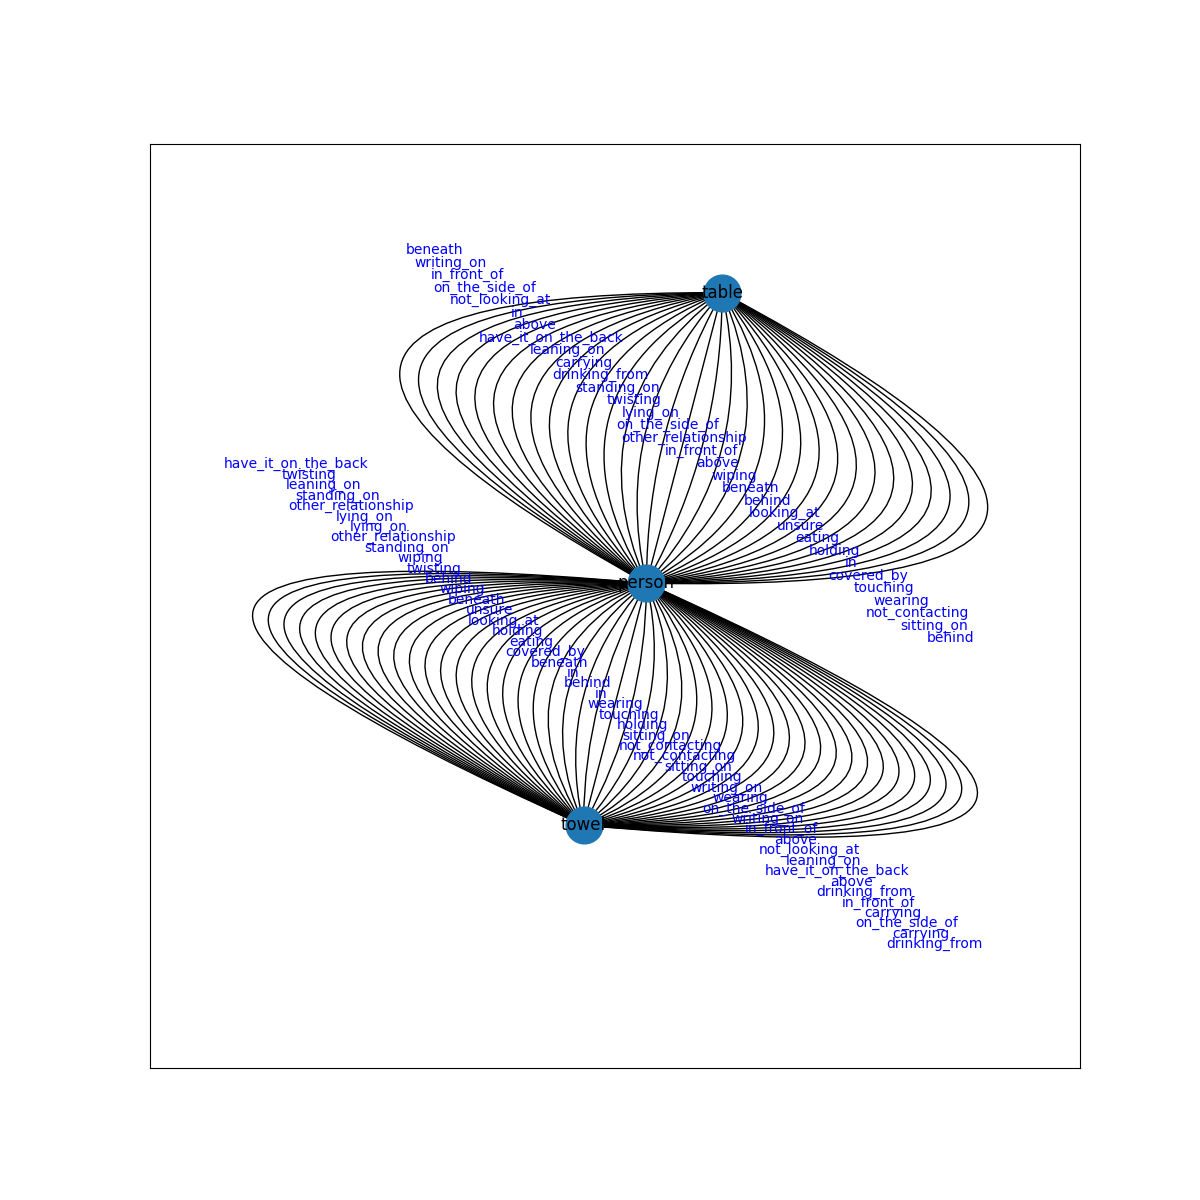 beneath
writing_on
in_front_of
on_the_side_of
not_looking_at
table
in
above
have_it_on_the_back
leaning_on
carrying
drinking_from
standing_on
twisting
lying_on
on_the_side_of
other_relationship
in_front_of
above
wiping
beneath
behind
looking_at
unsure
eating
holding
in
covered_by
touching
wearing
not_contacting
sitting_on
behind
person
have_it_on_the_back
twisting
leaning_on
standing_on
other_relationship
lying_on
lying_on
other_relationship
standing_on
wiping
twisting
behind
wiping
beneath
unsure
looking_at
holding
eating
covered_by
beneath
in
behind
in
wearing
touching
holding
sitting_on
not_contacting
not_contacting
sitting_on
touching
writing_on
wearing
on_the_side_of
writing_on
in_front_of
above
not_looking_at
leaning_on
have_it_on_the_back
above
drinking_from
in_front_of
carrying
on_the_side_of
carrying
drinking_from
towel